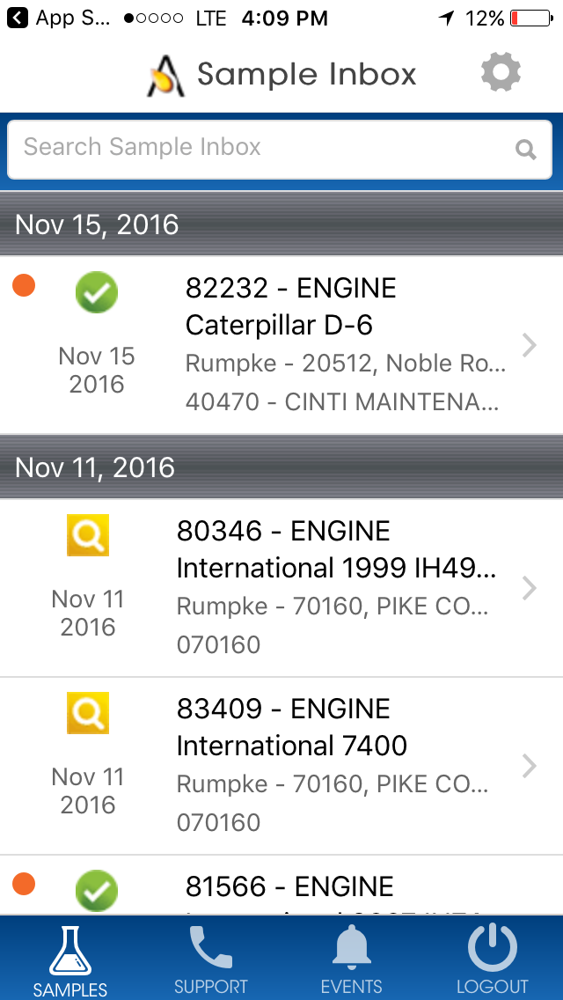 App S... LTE 4:09 PM 12%
Sample Inbox
Search Sample Inbox
Nov 15, 2016
82232 - ENGINE
Caterpillar D-6
Nov 15
2016
Rumpke - 20512, Noble Ro...
40470 - CINTI MAINTENA...
Nov 11, 2016
80346 - ENGINE
International 1999 IH49...
Nov 11
2016
Rumpke - 70160, PIKE CO...
070160
83409 - ENGINE
International 7400
Nov 11
2016
Rumpke - 70160, PIKE CO...
070160
81566 - ENGINE
SAMPLES SUPPORT EVENTS LOGOUT